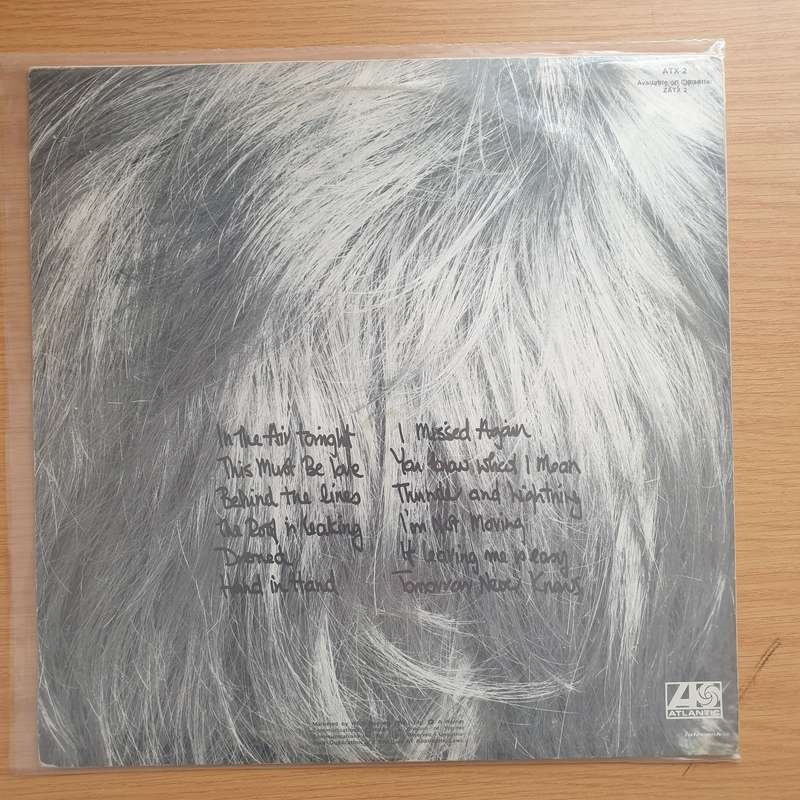 ATX 2
Available on Cassette
ZATX 2
In The Air Tonight
This Must Be Love
Behind the lines
The Roof is leaking
Droned
Hand in Hand
I Missed Again
You Know What I Mean
Thunder and Lightning
I'm Not Moving
If leaving me is easy
Tomorrow Never Knows
ATLANTIC